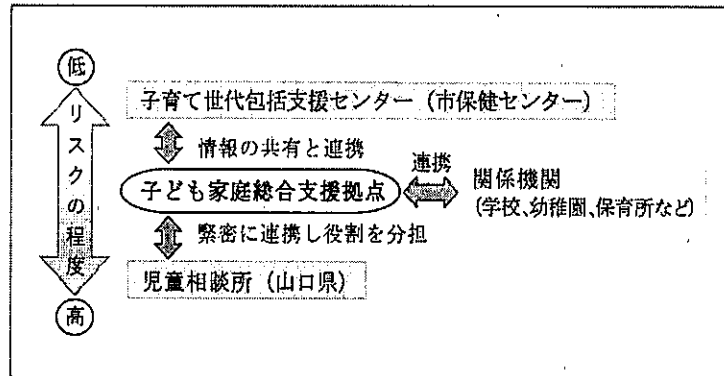 低
リスクの程度
高
子育て世代包括支援センター（市保健センター）
情報の共有と連携
子ども家庭総合支援拠点
連携
関係機関
（学校、幼稚園、保育所など）
緊密に連携し役割を分担
児童相談所（山口県）